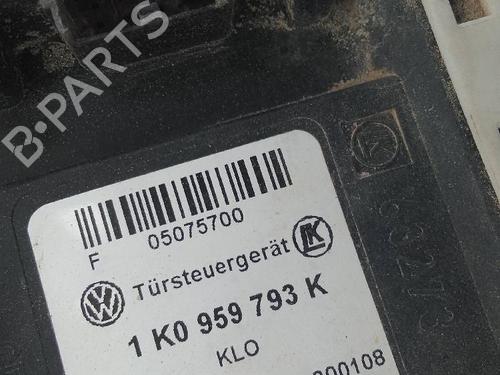 B-PARTS
F 05075700
Türsteuergerät
1 K0 959 793 K
KLO